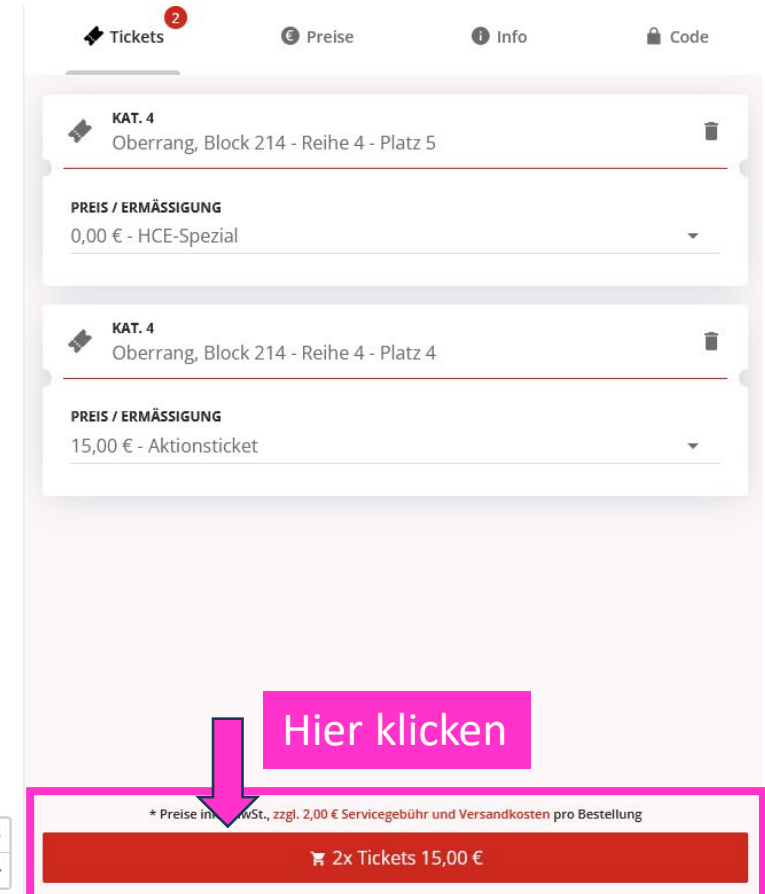 2
Tickets Preise Info Code
KAT. 4
Oberrang, Block 214 - Reihe 4 - Platz 5
PREIS / ERMÄSSIGUNG
0,00 € - HCE-Spezial
KAT. 4
Oberrang, Block 214 - Reihe 4 - Platz 4
PREIS / ERMÄSSIGUNG
15,00 € - Aktionsticket
Hier klicken
* Preise zzgl. 2,00 € Servicegebühr und Versandkosten pro Bestellung
2x Tickets 15,00 €